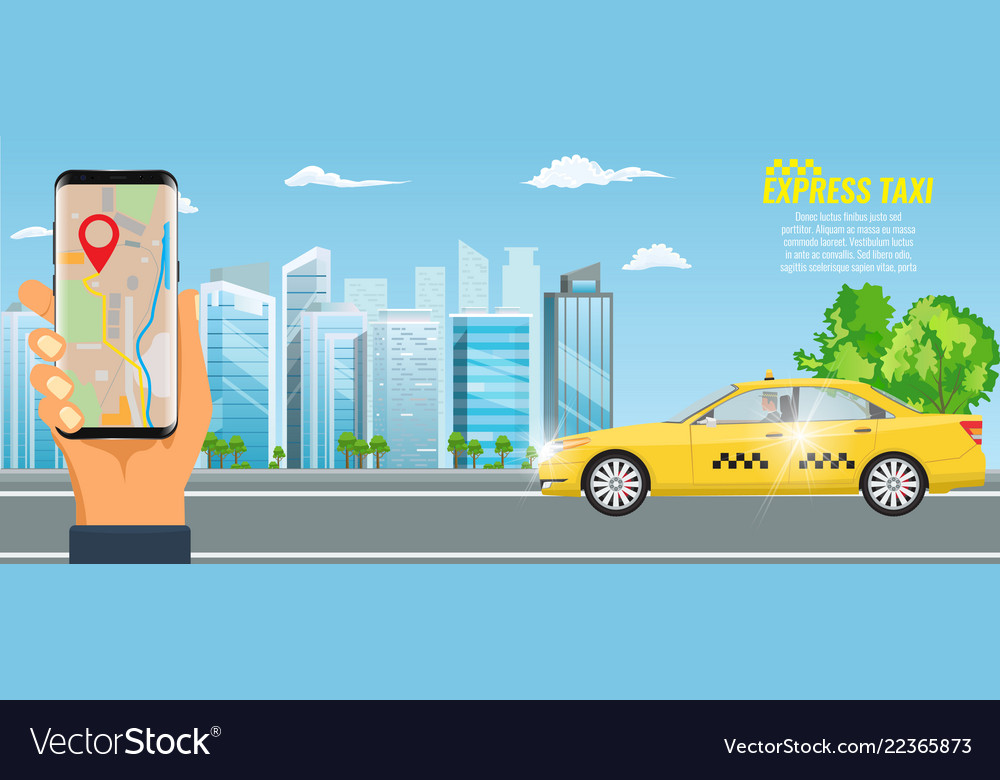 EXPRESS TAXI
Donec luctus finibus justo sed
porttitor. Aliquam ac massa eu massa
commodo laoreet. Vestibulum luctus
in ante ac convallis. Sed libero odio,
sagittis scelerisque sapien vitae, porta
VectorStock®
VectorStock.com/22365873